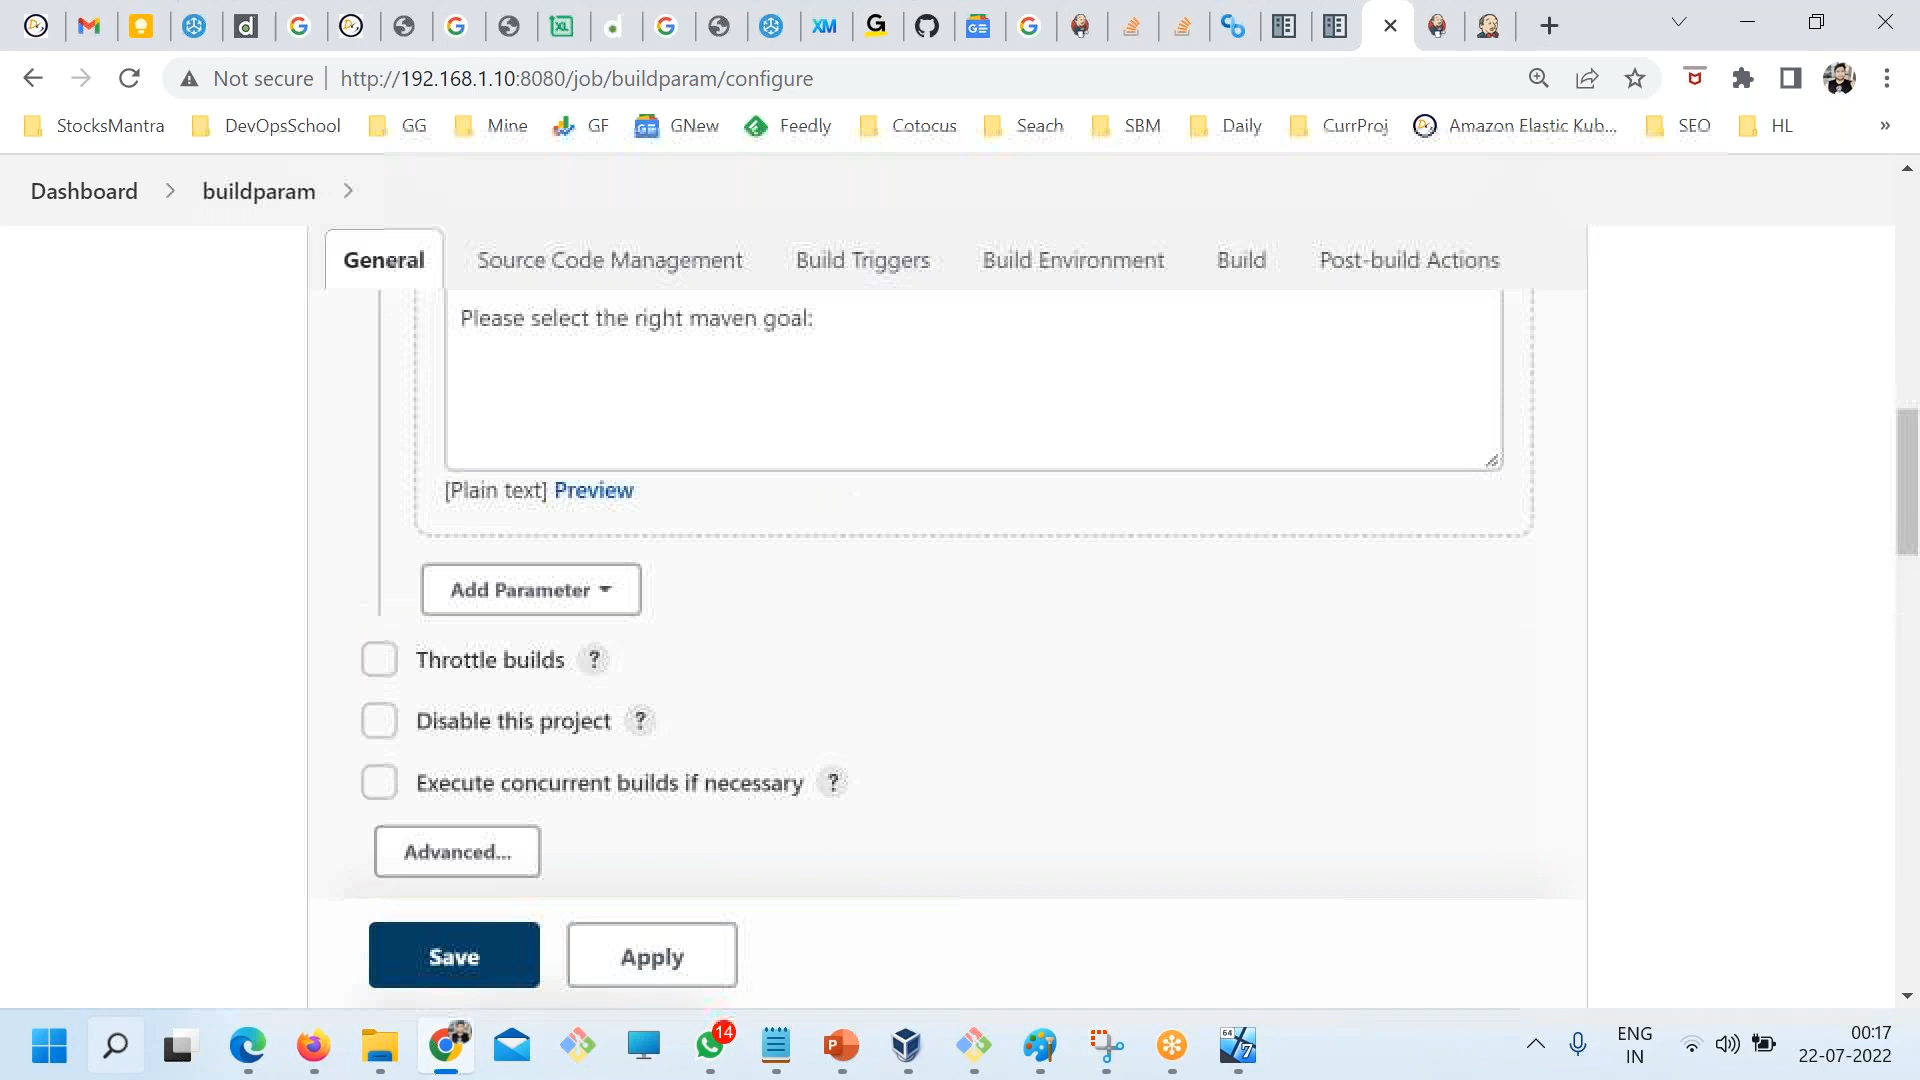 Not secure
http://192.168.1.10:8080/job/buildparam/configure
StocksMantra
DevOpsSchool
GG
Mine
GF
GNew
Feedly
Cotocus
Seach
SBM
Daily
CurrProj
Amazon Elastic Kub...
SEO
HL
»
Dashboard
buildparam
General
Source Code Management
Build Triggers
Build Environment
Build
Post-build Actions
Please select the right maven goal:
[Plain text] Preview
Add Parameter
Throttle builds ?
Disable this project ?
Execute concurrent builds if necessary ?
Advanced...
Save
Apply
14
64
7
ENG
IN
00:17
22-07-2022